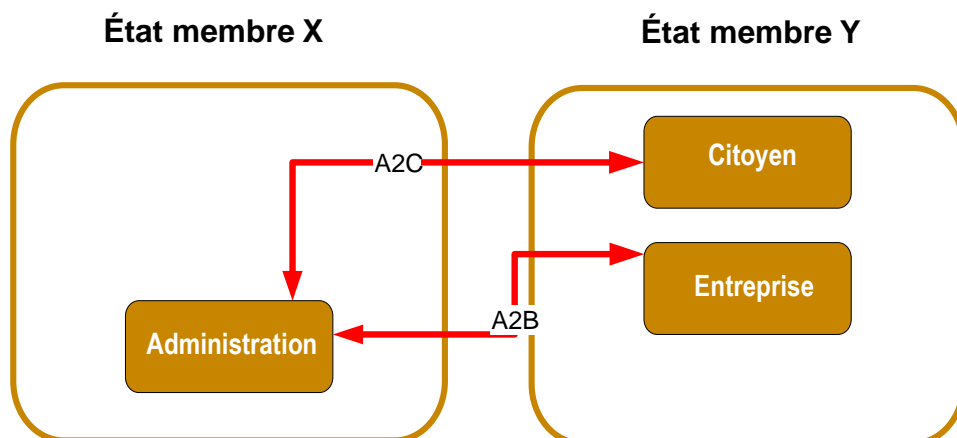 État membre X
État membre Y
A2C
Citoyen
Entreprise
A2B
Administration